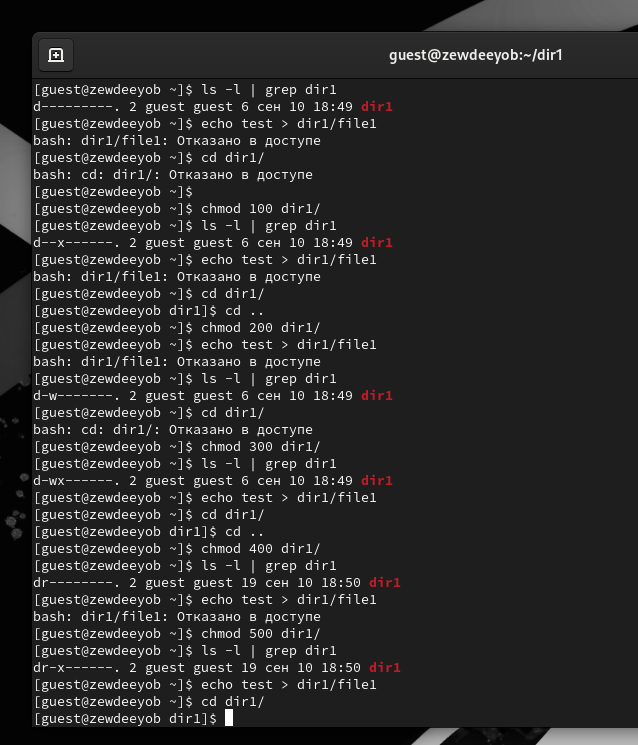 guest@zewdeeyob:~/dir1
[guest@zewdeeyob ~]$ ls -l | grep dir1
d---------. 2 guest guest 6 сен 10 18:49 dir1
[guest@zewdeeyob ~]$ echo test > dir1/file1
bash: dir1/file1: Отказано в доступе
[guest@zewdeeyob ~]$ cd dir1/
bash: cd: dir1/: Отказано в доступе
[guest@zewdeeyob ~]$
[guest@zewdeeyob ~]$ chmod 100 dir1/
[guest@zewdeeyob ~]$ ls -l | grep dir1
d--x------. 2 guest guest 6 сен 10 18:49 dir1
[guest@zewdeeyob ~]$ echo test > dir1/file1
bash: dir1/file1: Отказано в доступе
[guest@zewdeeyob ~]$ cd dir1/
[guest@zewdeeyob dir1]$ cd ..
[guest@zewdeeyob ~]$ chmod 200 dir1/
[guest@zewdeeyob ~]$ echo test > dir1/file1
bash: dir1/file1: Отказано в доступе
[guest@zewdeeyob ~]$ ls -l | grep dir1
d-w-------. 2 guest guest 6 сен 10 18:49 dir1
[guest@zewdeeyob ~]$ cd dir1/
bash: cd: dir1/: Отказано в доступе
[guest@zewdeeyob ~]$ chmod 300 dir1/
[guest@zewdeeyob ~]$ ls -l | grep dir1
d-wx------. 2 guest guest 6 сен 10 18:49 dir1
[guest@zewdeeyob ~]$ echo test > dir1/file1
[guest@zewdeeyob ~]$ cd dir1/
[guest@zewdeeyob dir1]$ cd ..
[guest@zewdeeyob ~]$ chmod 400 dir1/
[guest@zewdeeyob ~]$ ls -l | grep dir1
dr--------. 2 guest guest 19 сен 10 18:50 dir1
[guest@zewdeeyob ~]$ echo test > dir1/file1
bash: dir1/file1: Отказано в доступе
[guest@zewdeeyob ~]$ chmod 500 dir1/
[guest@zewdeeyob ~]$ ls -l | grep dir1
dr-x------. 2 guest guest 19 сен 10 18:50 dir1
[guest@zewdeeyob ~]$ echo test > dir1/file1
[guest@zewdeeyob ~]$ cd dir1/
[guest@zewdeeyob dir1]$